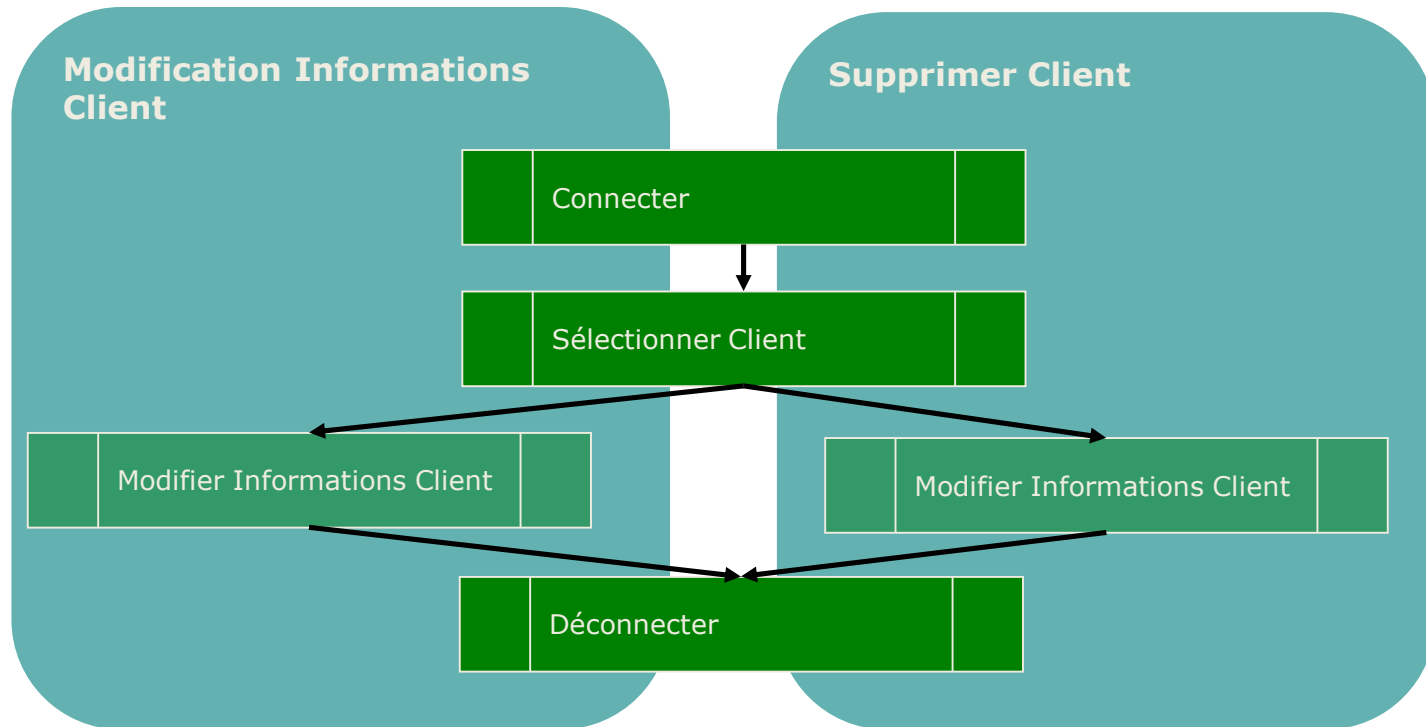 Modification Informations
Client
Supprimer Client
Connecter
Sélectionner Client
Modifier Informations Client
Modifier Informations Client
Déconnecter